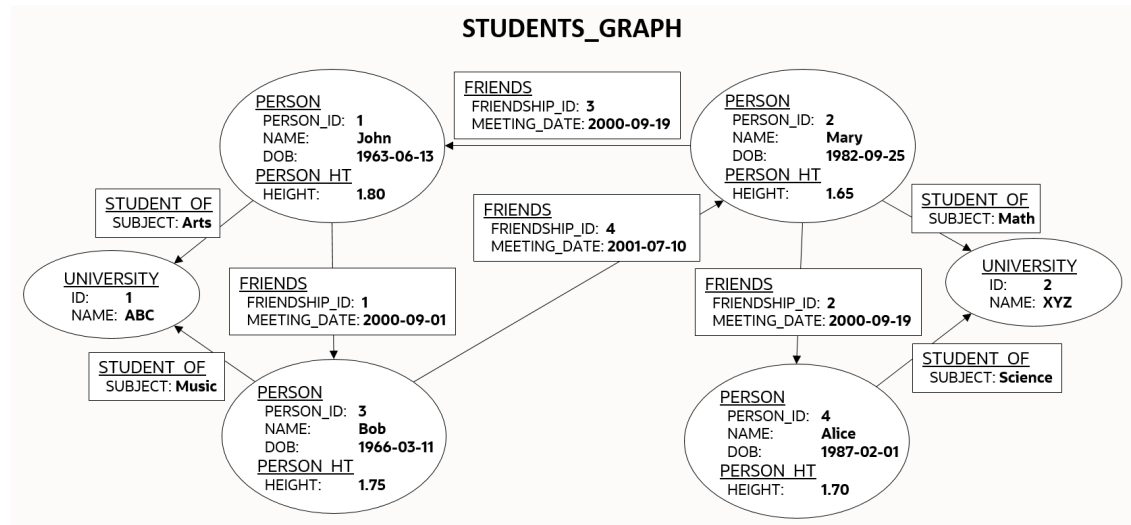 STUDENTS_GRAPH
FRIENDS
FRIENDSHIP_ID: 3
MEETING_DATE: 2000-09-19
PERSON
PERSON_ID: 1
NAME: John
DOB: 1963-06-13
PERSON_HT
HEIGHT: 1.80
PERSON
PERSON_ID: 2
NAME: Mary
DOB: 1982-09-25
PERSON_HT
HEIGHT: 1.65
STUDENT_OF
SUBJECT: Arts
FRIENDS
FRIENDSHIP_ID: 4
MEETING_DATE: 2001-07-10
STUDENT_OF
SUBJECT: Math
UNIVERSITY
ID: 1
NAME: ABC
FRIENDS
FRIENDSHIP_ID: 1
MEETING_DATE: 2000-09-01
FRIENDS
FRIENDSHIP_ID: 2
MEETING_DATE: 2000-09-19
UNIVERSITY
ID: 2
NAME: XYZ
STUDENT_OF
SUBJECT: Music
STUDENT_OF
SUBJECT: Science
PERSON
PERSON_ID: 3
NAME: Bob
DOB: 1966-03-11
PERSON_HT
HEIGHT: 1.75
PERSON
PERSON_ID: 4
NAME: Alice
DOB: 1987-02-01
PERSON_HT
HEIGHT: 1.70